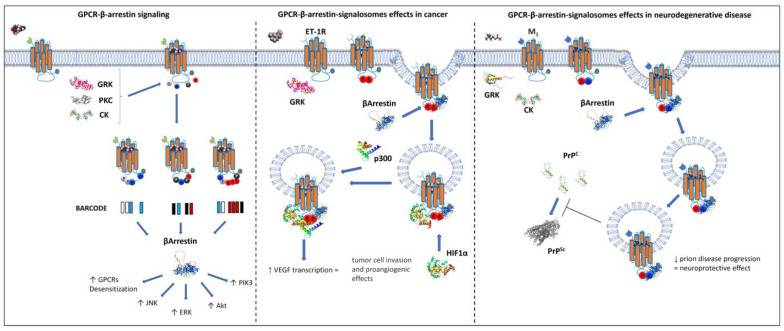 GPCR-β-arrestin signaling
GRK
PKC
CK
BARCODE
βArrestin
↑ GPCRs
Desensitization
↑ JNK
↑ ERK
↑ Akt
↑ PIK3
GPCR-β-arrestin-signalosomes effects in cancer
ET-1R
GRK
βArrestin
p300
HIF1α
↑ VEGF transcription = tumor cell invasion
and proangiogenic
effects
GPCR-β-arrestin-signalosomes effects in neurodegenerative disease
M₁
GRK
CK
βArrestin
PrPᶜ
PrPˢᶜ
↓ prion disease progression
= neuroprotective effect